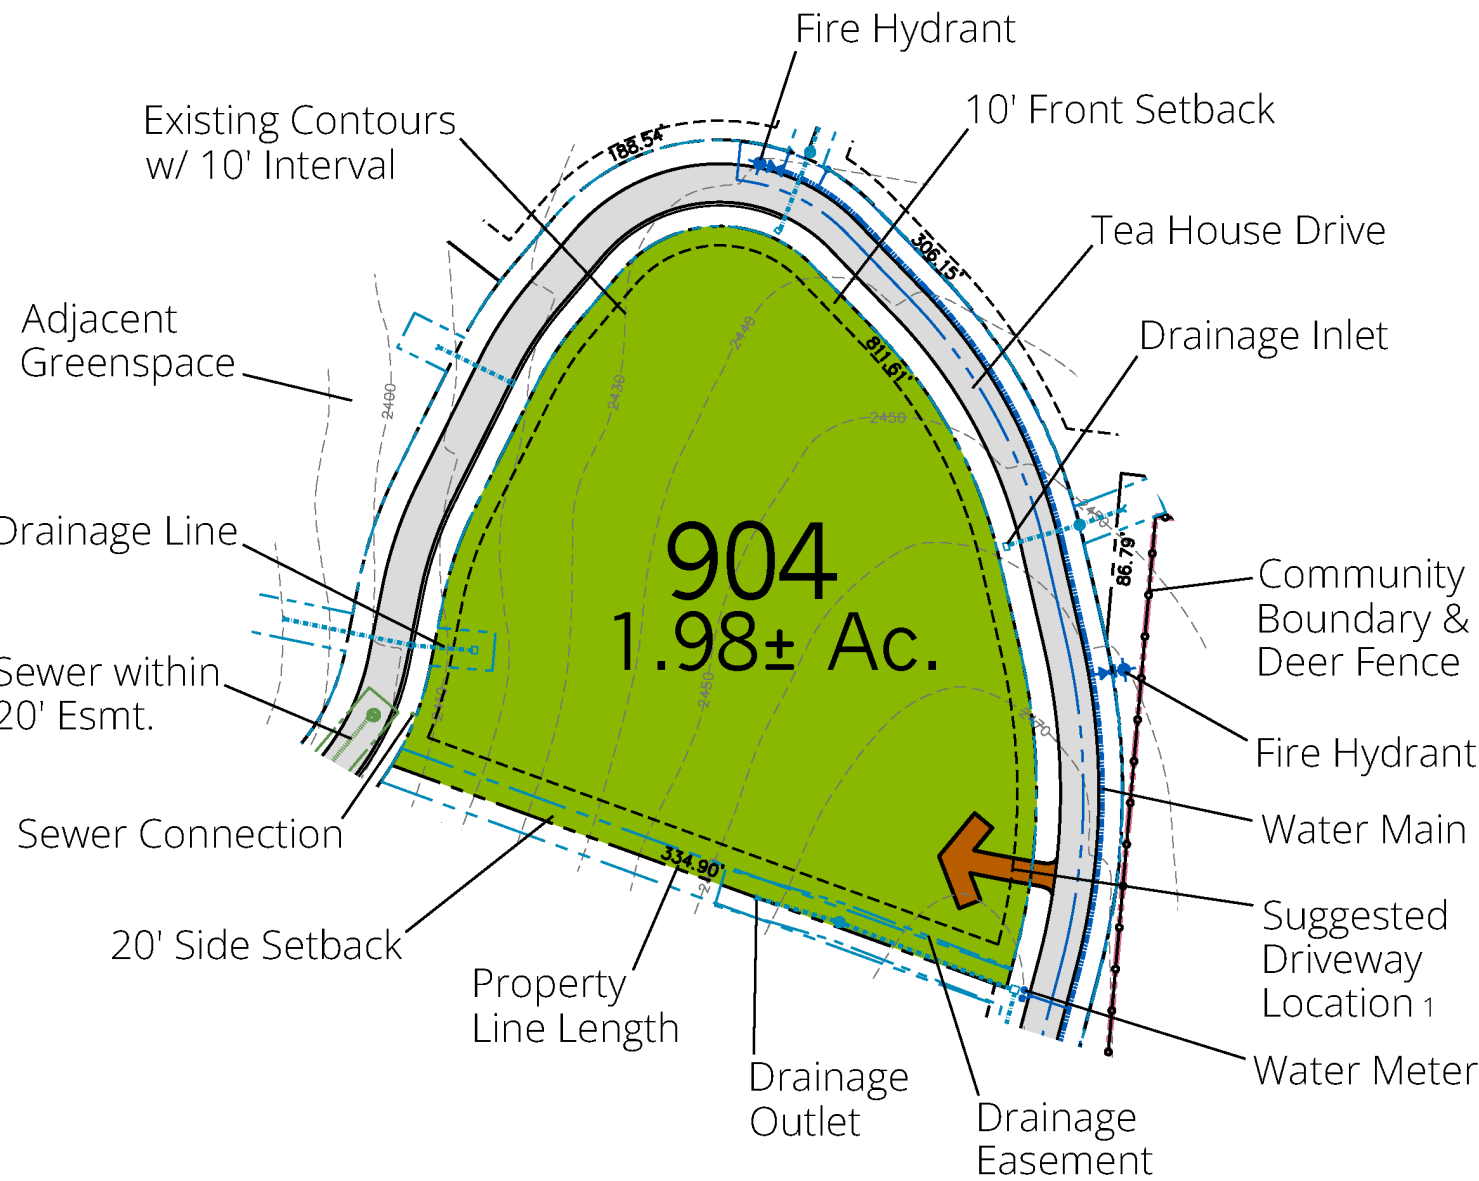 Fire Hydrant
10' Front Setback
Existing Contours
w/ 10' Interval
188.54'
Tea House Drive
306.15'
Adjacent
Greenspace
Drainage Inlet
2440
811.61'
2430
2400
2450
Drainage Line
2450
86.79'
904
1.98± Ac.
Community
Boundary &
Deer Fence
Sewer within
20' Esmt.
2450
2470
Fire Hydrant
Sewer Connection
Water Main
334.90'
20' Side Setback
Suggested
Driveway
Location 1
Property
Line Length
Water Meter
Drainage
Outlet
Drainage
Easement